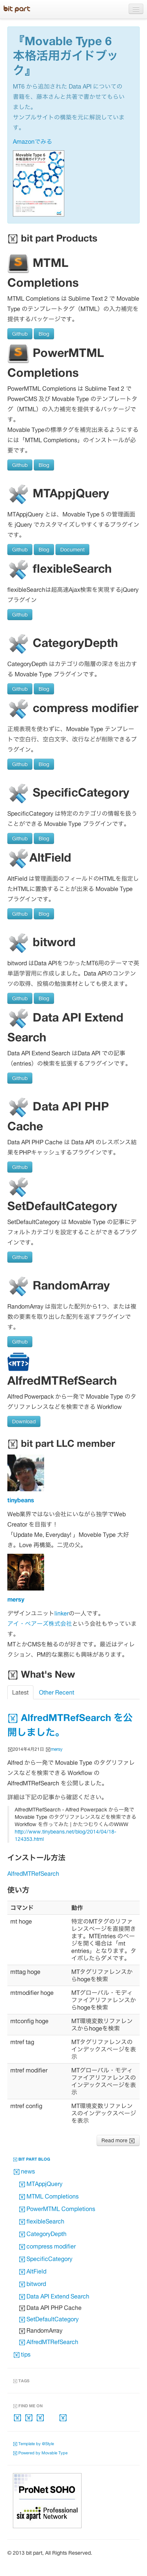 bit part
『Movable Type 6
本格活用ガイドブッ
ク』
MT6 から追加された Data API についての
書籍を、藤本さんと共著で書かせてもらい
ました。
サンプルサイトの構築を元に解説していま
す。
Amazonでみる
bit part Products
MTML
Completions
MTML Completions は Sublime Text 2 で Movable
Type のテンプレートタグ（MTML）の入力補完を
提供するパッケージです。
Github Blog
PowerMTML
Completions
PowerMTML Completions は Sublime Text 2 で
PowerCMS 及び Movable Type のテンプレートタ
グ（MTML）の入力補完を提供するパッケージで
す。
Movable Typeの標準タグを補完出来るようにする
には「MTML Completions」のインストールが必
要です。
Github Blog
MTAppjQuery
MTAppjQuery とは、Movable Type 5 の管理画面
を jQuery でカスタマイズしやすくするプラグイン
です。
Github Blog Document
flexibleSearch
flexibleSearchは超高速Ajax検索を実現するjQuery
プラグイン
Github
CategoryDepth
CategoryDepth はカテゴリの階層の深さを出力す
る Movable Type プラグインです。
Github Blog
compress modifier
正規表現を使わずに、Movable Type テンプレー
トで空白行、空白文字、改行などが削除できるプラ
グイン。
Github Blog
SpecificCategory
SpecificCategory は特定のカテゴリの情報を扱う
ことができる Movable Type プラグインです。
Github Blog
AltField
AltField は管理画面のフィールドのHTMLを指定し
たHTMLに置換することが出来る Movable Type
プラグインです。
Github Blog
bitword
bitword はData APIをつかったMT6用のテーマで英
単語学習用に作成しました。Data APIのコンテン
ツの取得、投稿の勉強素材としても使えます。
Github Blog
Data API Extend
Search
Data API Extend Search はData API での記事
（entries）の検索を拡張するプラグインです。
Github
Data API PHP
Cache
Data API PHP Cache は Data API のレスポンス結
果をPHPキャッシュするプラグインです。
Github
SetDefaultCategory
SetDefaultCategory は Movable Type の記事にデ
フォルトカテゴリを設定することができるプラグイ
ンです。
Github
RandomArray
RandomArray は指定した配列から1つ、または複
数の要素を取り出した配列を返すプラグインで
す。
Github
<MT?>
AlfredMTRefSearch
Alfred Powerpack から一発で Movable Type のタ
グリファレンスなどを検索できる Workflow
Download
bit part LLC member
tinybeans
Web業界ではない会社にいながら独学でWeb
Creator を目指す！
「Update Me, Everyday! 」Movable Type 大好
き。Love 再構築。二児の父。
mersy
デザインユニットlinkerの一人です。
アイ・ペアーズ株式会社という会社もやっていま
す。
MTとかCMSを触るのが好きです。最近はディレ
クション、PM的な業務にも興味があります。
What's New
Latest Other Recent
AlfredMTRefSearch を公
開しました。
2014年4月21日 mersy
Alfred から一発で Movable Type のタグリファレ
ンスなどを検索できる Workflow の
AlfredMTRefSearch を公開しました。
詳細は下記の記事からご確認ください。
AlfredMTRefSearch - Alfred Powerpack から一発で
Movable Type のタグリファレンスなどを検索できる
Workflow を作ってみた | かたつむりくんのWWW
http://www.tinybeans.net/blog/2014/04/18-
124353.html
インストール方法
AlfredMTRefSearch
使い方
コマンド 動作
mt hoge 特定のMTタグのリファ
レンスページを直接開き
ます。MTEntries のペー
ジを開く場合は「mt
entries」となります。タ
イポしたらダメです。
mttag hoge MTタグリファレンスか
らhogeを検索
mtmodifier hoge MTグローバル・モディ
ファイアリファレンスか
らhogeを検索
mtconfig hoge MT環境変数リファレン
スからhogeを検索
mtref tag MTタグリファレンスの
インデックスページを表
示
mtref modifier MTグローバル・モディ
ファイアリファレンスの
インデックスページを表
示
mtref config MT環境変数リファレン
スのインデックスページ
を表示
Read more
BIT PART BLOG
news
MTAppjQuery
MTML Completions
PowerMTML Completions
flexibleSearch
CategoryDepth
compress modifier
SpecificCategory
AltField
bitword
Data API Extend Search
Data API PHP Cache
SetDefaultCategory
RandomArray
AlfredMTRefSearch
tips
TAGS
FIND ME ON
Template by WBlyle
Powered by Movable Type
ProNet SOHO
six apart Professional
Network
© 2013 bit part. All Rights Reserved.